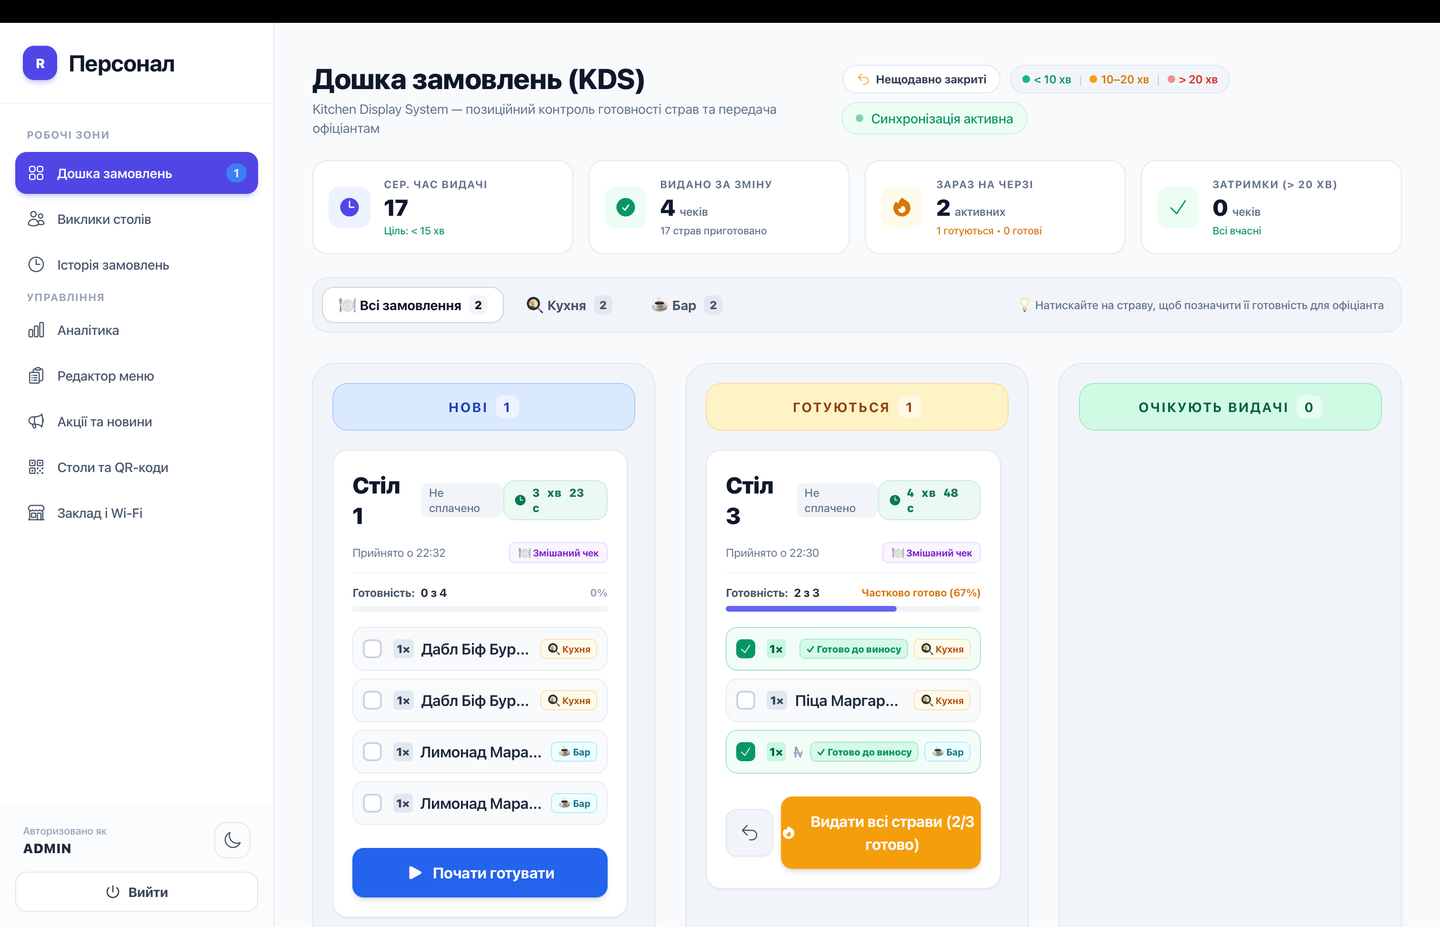 R
Персонал
РОБОЧІ ЗОНИ
Дошка замовлень 1
Виклики столів
Історія замовлень
УПРАВЛІННЯ
Аналітика
Редактор меню
Акції та новини
Столи та QR-коди
Заклад і Wi-Fi
Авторизовано як
ADMIN
Вийти
Дошка замовлень (KDS)
Kitchen Display System — позиційний контроль готовності страв та передача
офіціантам
Нещодавно закриті
< 10 хв | 10–20 хв | > 20 хв
Синхронізація активна
СЕР. ЧАС ВИДАЧІ
17
Ціль: < 15 хв
ВИДАНО ЗА ЗМІНУ
4 чеків
17 страв приготовано
ЗАРАЗ НА ЧЕРЗІ
2 активних
1 готуються • 0 готові
ЗАТРИМКИ (> 20 ХВ)
0 чеків
Всі вчасні
Всі замовлення 2
Кухня 2
Бар 2
Натискайте на страву, щоб позначити її готовність для офіціанта
НОВІ 1
Стіл
1
Не
сплачено
3 хв 23
с
Прийнято о 22:32
Змішаний чек
Готовність: 0 з 4
0%
1× Дабл Біф Бур... Кухня
1× Дабл Біф Бур... Кухня
1× Лимонад Мара... Бар
1× Лимонад Мара... Бар
Почати готувати
ГОТУЮТЬСЯ 1
Стіл
3
Не
сплачено
4 хв 48
с
Прийнято о 22:30
Змішаний чек
Готовність: 2 з 3
Частково готово (67%)
1× ✓ Готово до виносу Кухня
1× Піца Маргар... Кухня
1× ✓ Готово до виносу Бар
Видати всі страви (2/3
готово)
ОЧІКУЮТЬ ВИДАЧІ 0